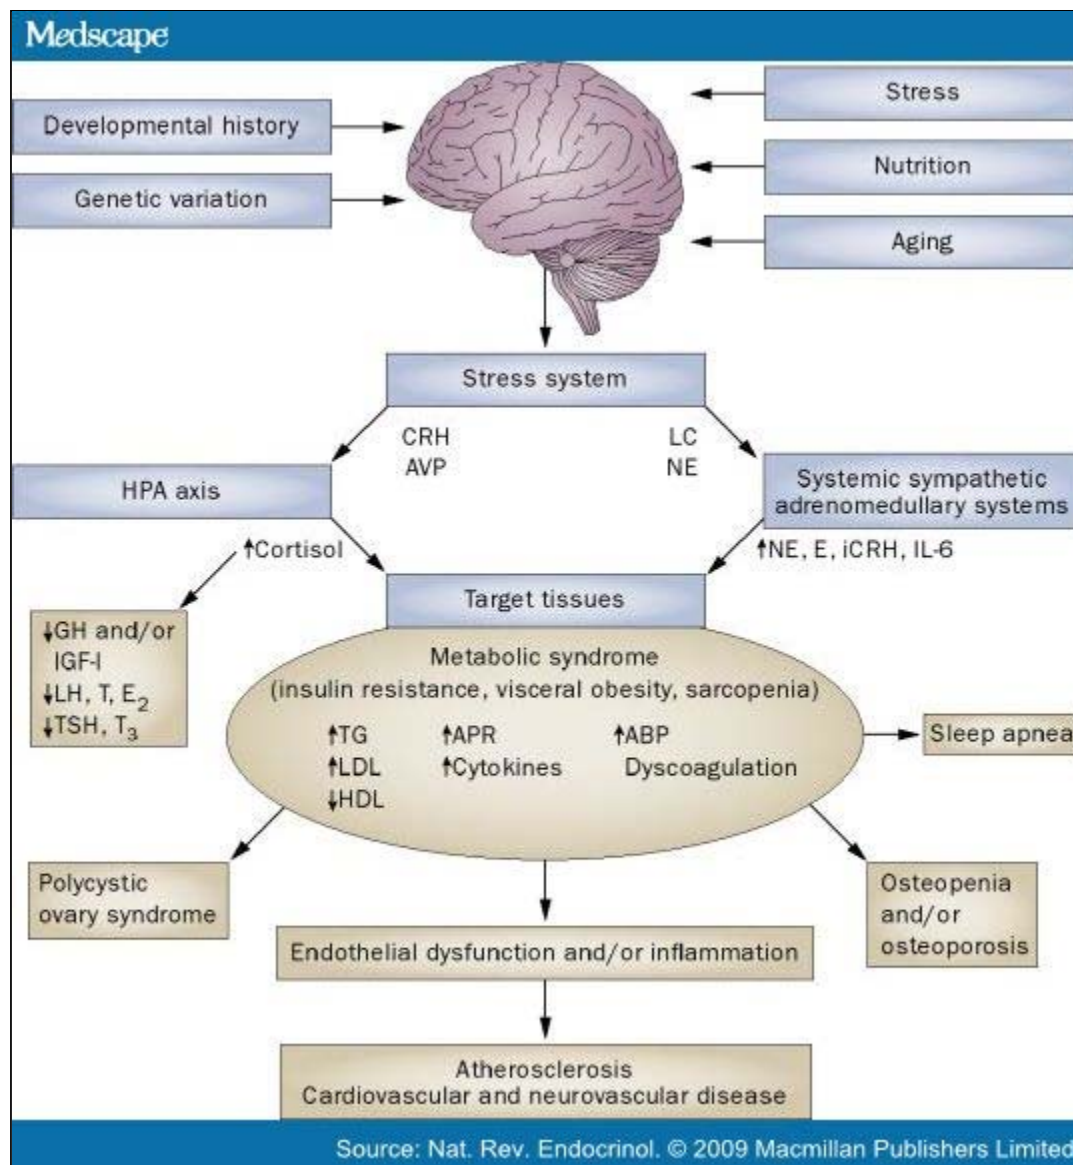 Medscape
Developmental history
Genetic variation
Stress
Nutrition
Aging
Stress system
CRH
AVP
LC
NE
HPA axis
Systemic sympathetic
adrenomedullary systems
↑Cortisol
↑NE, E, iCRH, IL-6
Target tissues
↓GH and/or
IGF-I
↓LH, T, E₂
↓TSH, T₃
Metabolic syndrome
(insulin resistance, visceral obesity, sarcopenia)
↑TG
↑LDL
↓HDL
↑APR
↑Cytokines
↑ABP
Dyscoagulation
Sleep apnea
Polycystic
ovary syndrome
Osteopenia
and/or
osteoporosis
Endothelial dysfunction and/or inflammation
Atherosclerosis
Cardiovascular and neurovascular disease
Source: Nat. Rev. Endocrinol. © 2009 Macmillan Publishers Limited